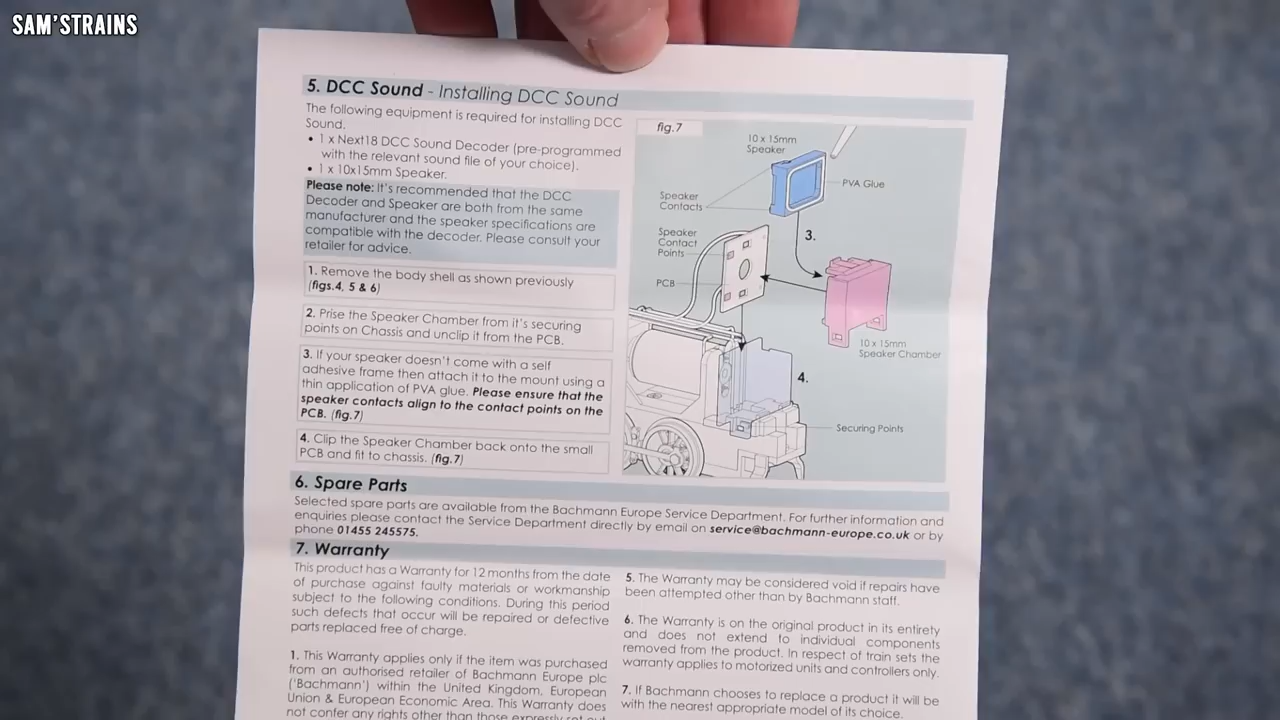 SAM'STRAINS
5. DCC Sound - Installing DCC Sound
The following equipment is required for installing DCC
Sound.
• 1 x Next18 DCC Sound Decoder (pre-programmed
with the relevant sound file of your choice).
• 1 x 10x15mm Speaker.
Please note: It's recommended that the DCC
Decoder and Speaker are both from the same
manufacturer and the speaker specifications are
compatible with the decoder. Please consult your
retailer for advice.
1. Remove the body shell as shown previously
(figs.4, 5 & 6)
2. Prise the Speaker Chamber from it's securing
points on Chassis and unclip it from the PCB.
3. If your speaker doesn't come with a self
adhesive frame then attach it to the mount using a
thin application of PVA glue. Please ensure that the
speaker contacts align to the contact points on the
PCB. (fig.7)
4. Clip the Speaker Chamber back onto the small
PCB and fit to chassis. (fig.7)
fig.7
10 x 15mm
Speaker
PVA Glue
Speaker
Contacts
3.
Speaker
Contact
Points
PCB
10 x 15mm
Speaker Chamber
4.
Securing Points
6. Spare Parts
Selected spare parts are available from the Bachmann Europe Service Department. For further information and
enquiries please contact the Service Department directly by email on service@bachmann-europe.co.uk or by
phone 01455 245575.
7. Warranty
This product has a Warranty for 12 months from the date
of purchase against faulty materials or workmanship
subject to the following conditions. During this period
such defects that occur will be repaired or defective
parts replaced free of charge.
1. This Warranty applies only if the item was purchased
from an authorised retailer of Bachmann Europe plc
('Bachmann') within the United Kingdom, European
Union & European Economic Area. This Warranty does
not confer any rights other than those expressly set out
5. The Warranty may be considered void if repairs have
been attempted other than by Bachmann staff.
6. The Warranty is on the original product in its entirety
and does not extend to individual components
removed from the product. In respect of train sets the
warranty applies to motorized units and controllers only.
7. If Bachmann chooses to replace a product it will be
with the nearest appropriate model of its choice.